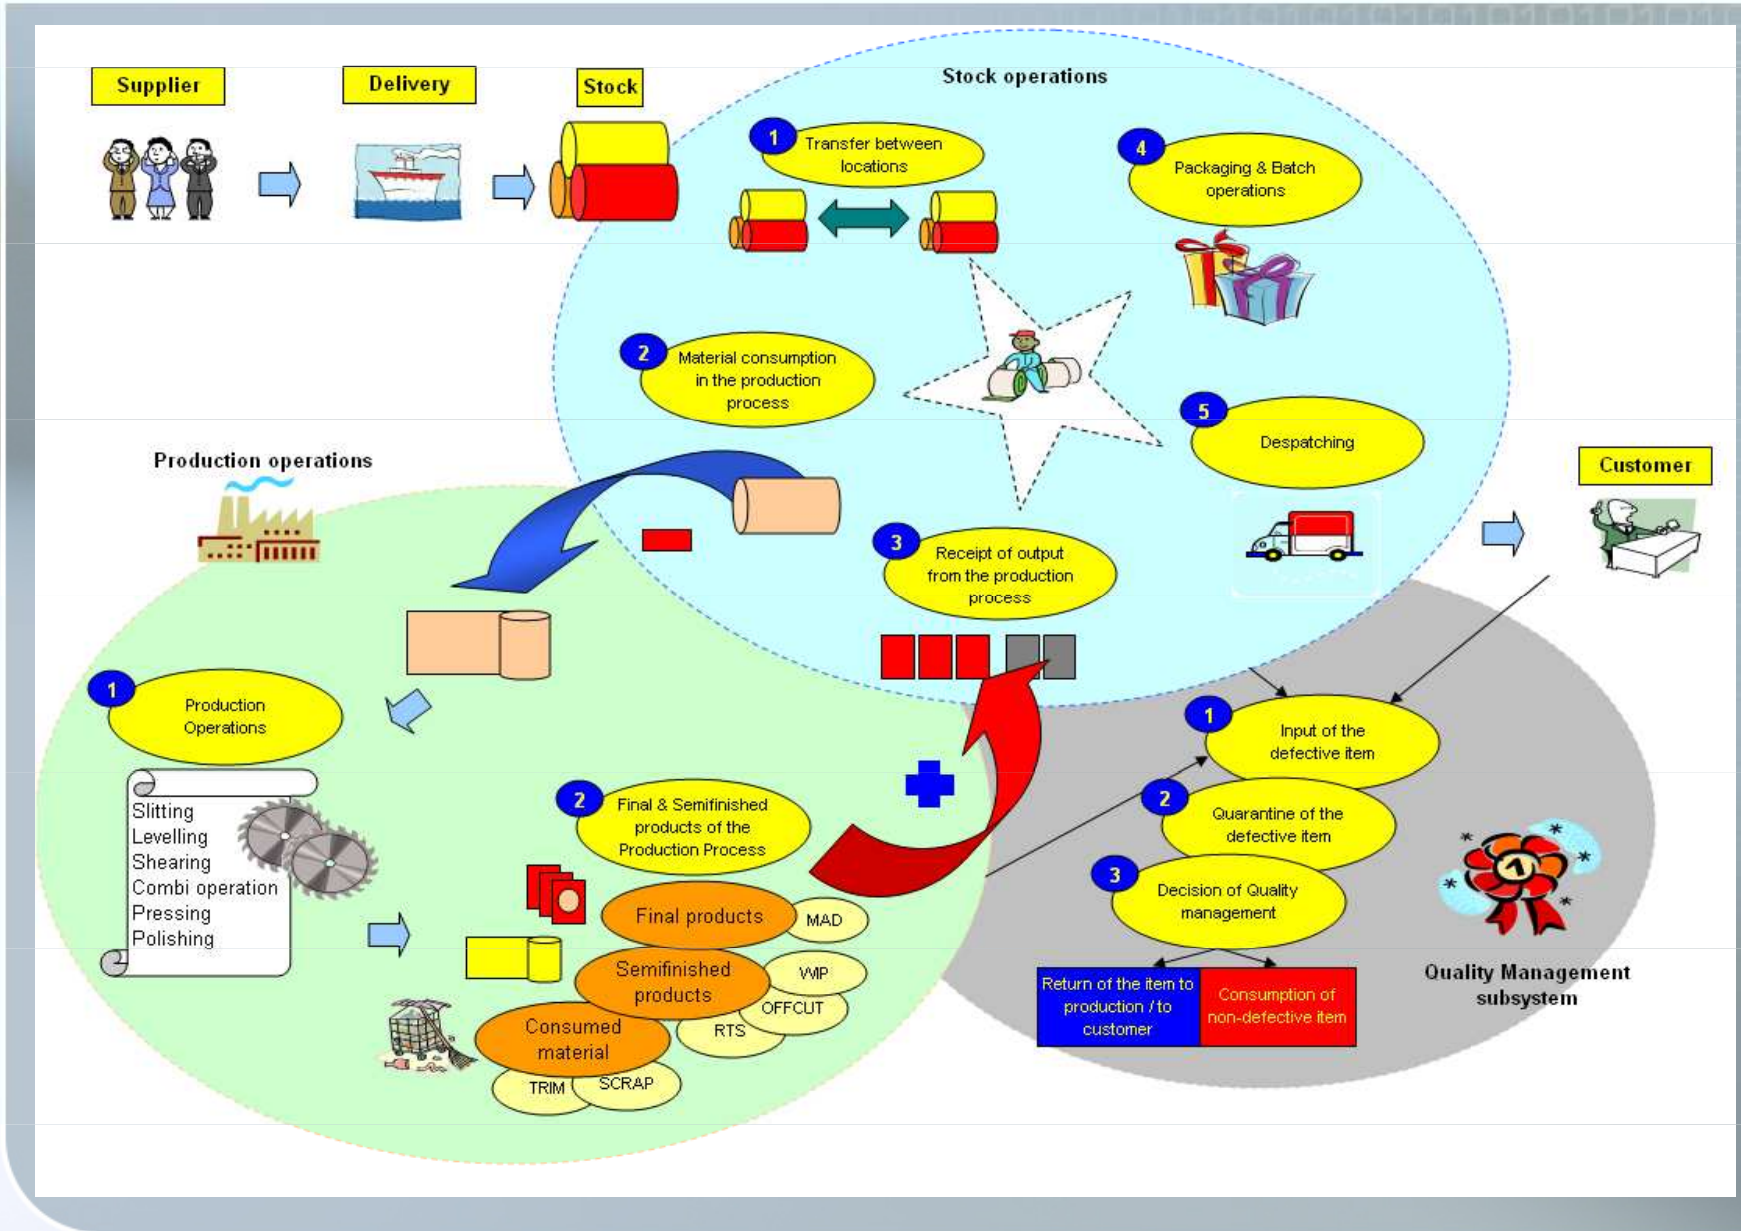 Supplier
Delivery
Stock
Stock operations
1
Transfer between
locations
4
Packaging & Batch
operations
2
Material consumption
in the production
process
5
Despatching
Customer
Production operations
3
Receipt of output
from the production
process
1
Production
Operations
Slitting
Levelling
Shearing
Combi operation
Pressing
Polishing
2
Final & Semifinished
products of the
Production Process
Final products
MAD
Semifinished
products
WIP
OFFCUT
RTS
Consumed
material
TRIM
SCRAP
1
Input of the
defective item
2
Quarantine of the
defective item
3
Decision of Quality
management
Return of the item to
production / to
customer
Consumption of
non-defective item
1
Quality Management
subsystem